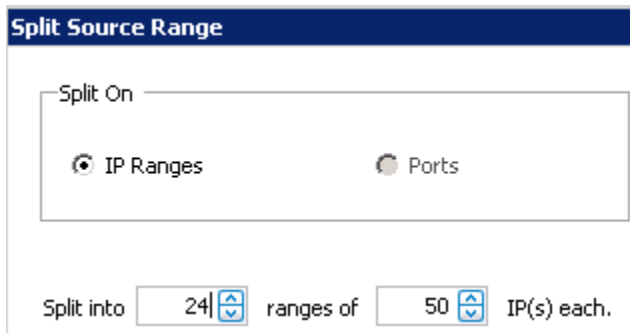 Split Source Range
Split On
IP Ranges Ports
Split into 24 ranges of 50 IP(s) each.